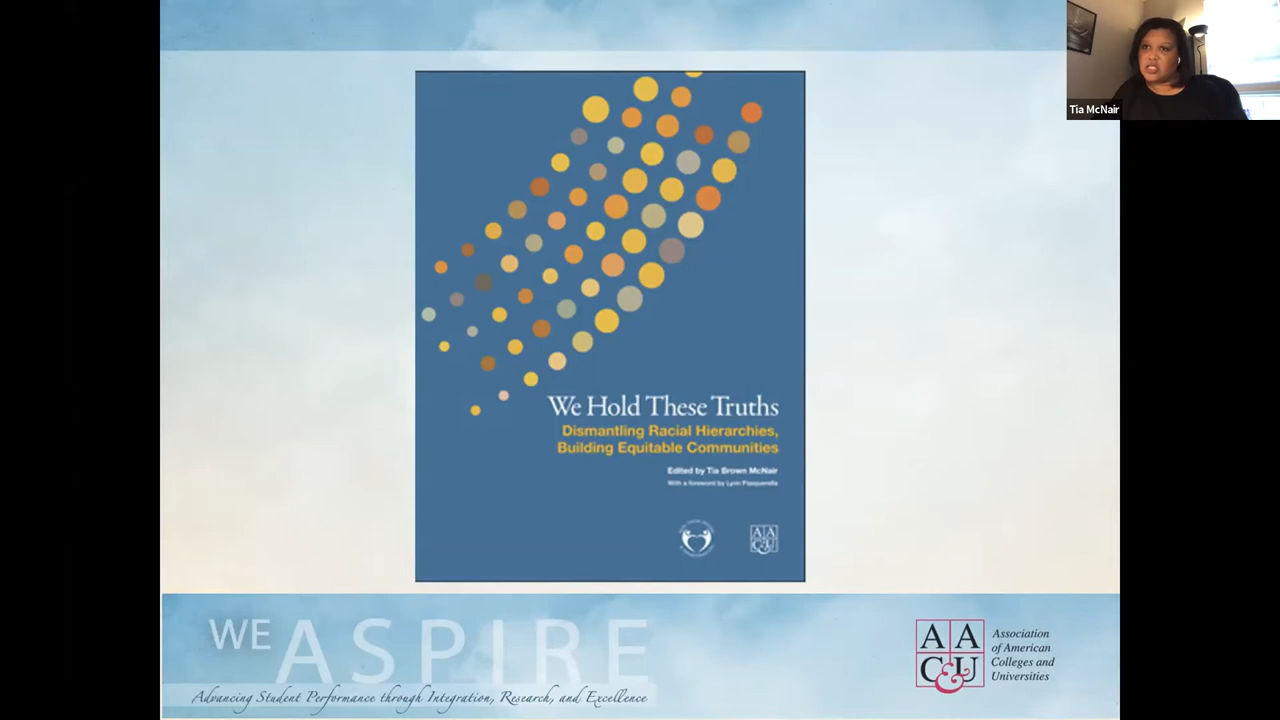 Tia McNair
We Hold These Truths
Dismantling Racial Hierarchies,
Building Equitable Communities
Edited by Tia Brown McNair
With a foreword by Lynn Pasquerella
AA
C&U
WE ASPIRE
Advancing Student Performance through Integration, Research, and Excellence
AA
C&U
Association
of American
Colleges and
Universities